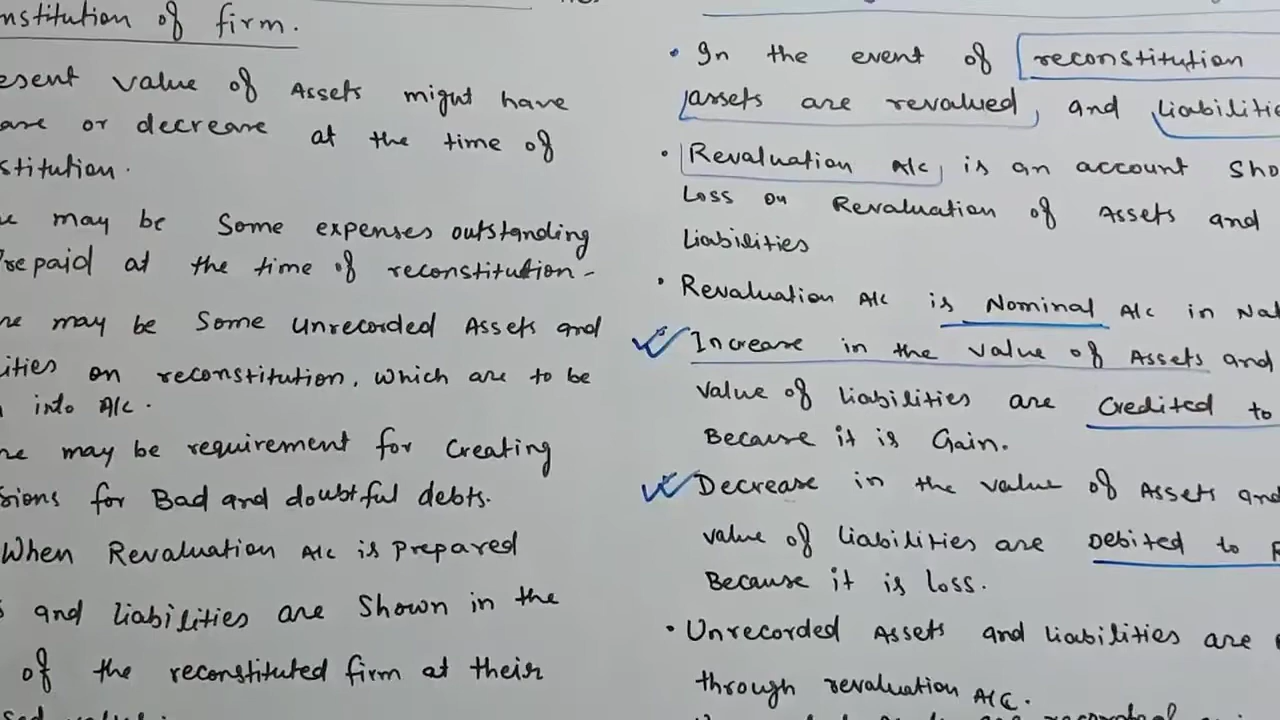 nstitution of firm.
esent value of Assets might have
ase or decrease at the time of
stitution.
may be Some expenses outstanding
repaid at the time of reconstitution-
re may be Some Unrecorded Assets and
ities on reconstitution, which are to be
into A/c.
re may be requirement for Creating
sions for Bad and doubtful debts.
When Revaluation A/c is Prepared
s and liabilities are Shown in the
of the reconstituted firm at their
sed value.
• In the event of reconstitution
assets are revalued, and liabilitie
• Revaluation A/c, is an account Sho
Loss on Revaluation of Assets and
Liabilities
• Revaluation A/c is Nominal A/c in Nat
Increase in the value of Assets and
value of liabilities are Credited to
Because it is Gain.
Decrease in the value of Assets and
value of liabilities are Debited to R
Because it is loss.
• Unrecorded Assets and liabilities are
through revaluation A/c.